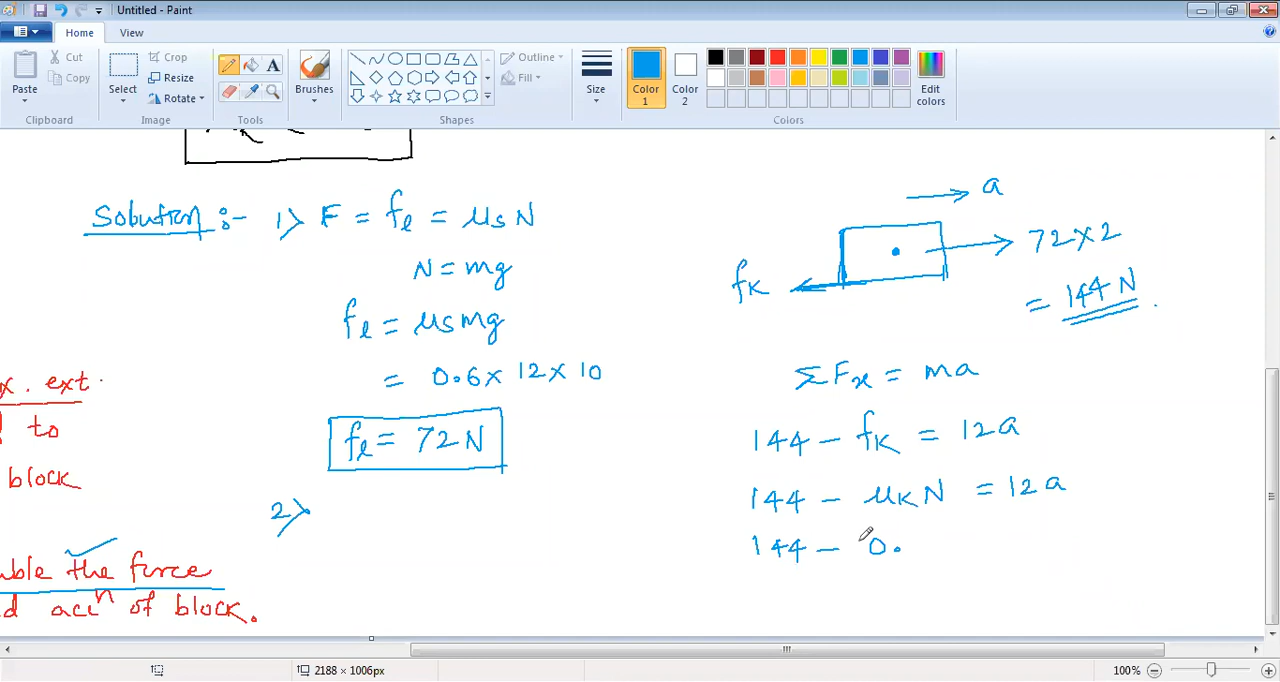 Untitled - Paint
Home
View
Paste
Cut
Copy
Clipboard
Select
Crop
Resize
Rotate
Image
Tools
Brushes
Shapes
Outline
Fill
Size
Color 1
Color 2
Edit colors
Colors
Solution :- 1> F = fl = μs N
N = mg
fl = μs mg
= 0.6 x 12 x 10
fl = 72 N
2>
x. ext.
to
block
ble the force
d accn of block.
a
fK
72 x 2
= 144 N.
ΣFx = ma
144 - fK = 12a
144 - μK N = 12a
144 - 0.
2188 × 1006px
100%